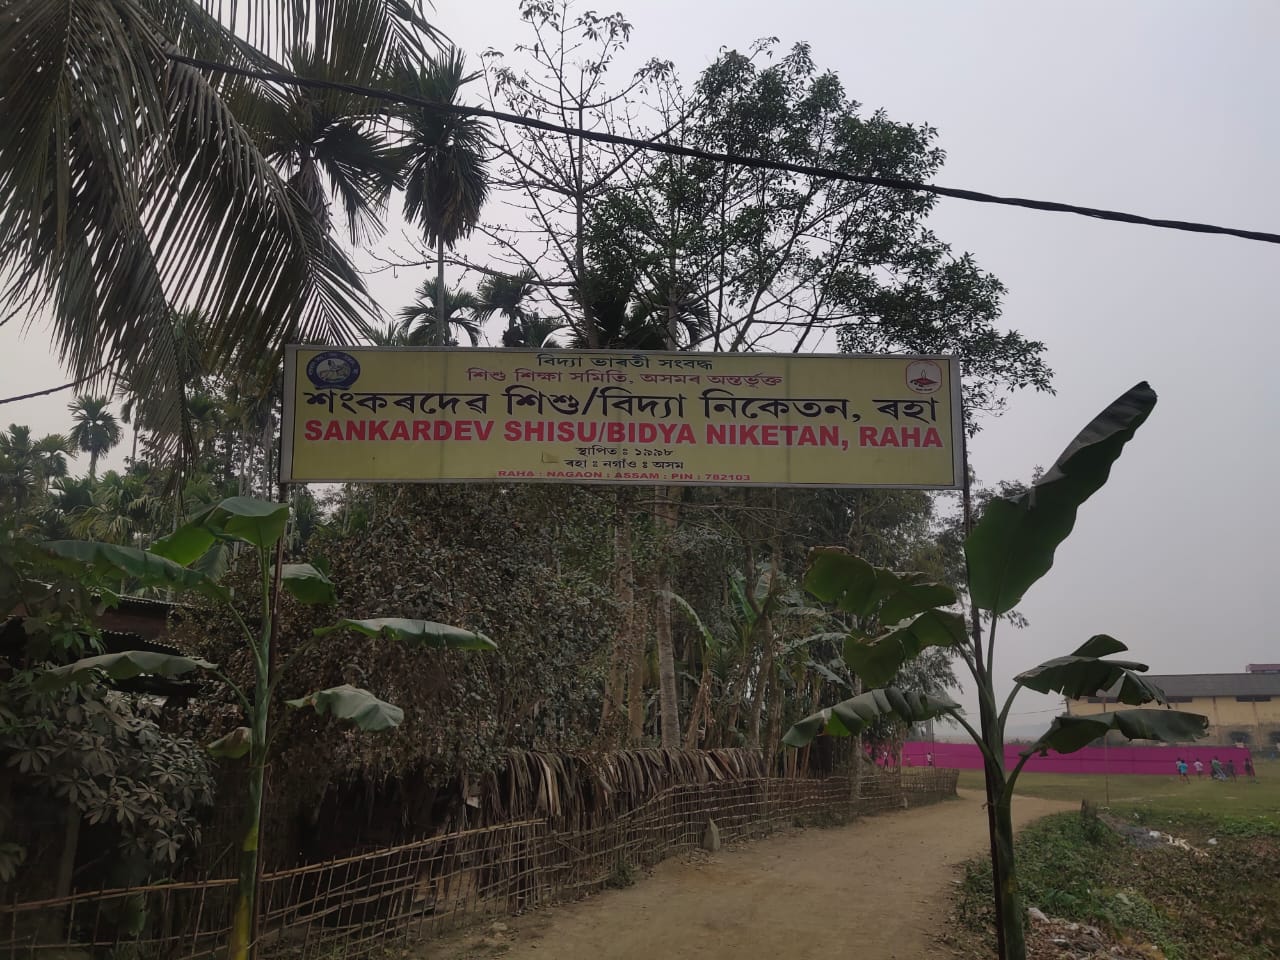 বিদ্যা ভাৰতী সংবদ্ধ
শিশু শিক্ষা সমিতি, অসমৰ অন্তৰ্ভূক্ত
শংকৰদেৱ শিশু/বিদ্যা নিকেতন, ৰহা
SANKARDEV SHISU/BIDYA NIKETAN, RAHA
স্থাপিত : ১৯৯৮
ৰহা : নগাঁও : অসম
RAHA : NAGAON : ASSAM : PIN : 782103